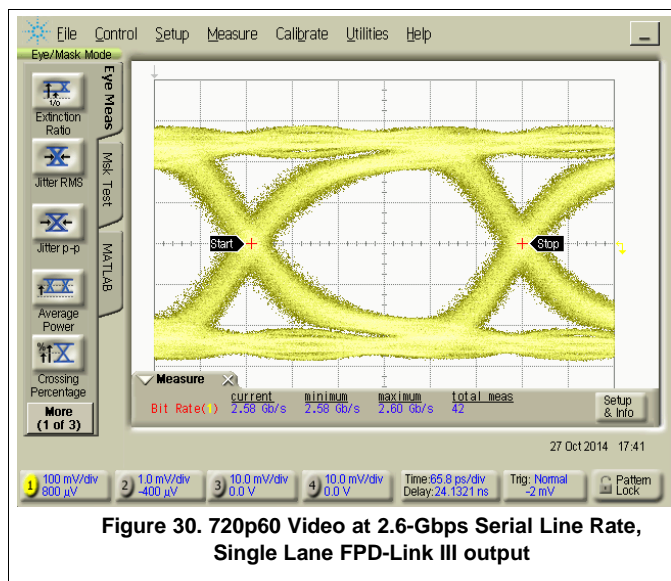 File Control Setup Measure Calibrate Utilities Help
Eye/Mask Mode
Eye Meas
Msk Test
MATLAB
1/0
Extinction
Ratio
Jitter RMS
Jitter p-p
Average
Power
%
Crossing
Percentage
More
(1 of 3)
Start
Stop
Measure
current minimum maximum total meas
Bit Rate(1) 2.58 Gb/s 2.58 Gb/s 2.60 Gb/s 42
Setup
& Info
27 Oct 2014 17:41
1 100 mV/div
800 µV
2 1.0 mV/div
-400 µV
3 10.0 mV/div
0.0 V
4 10.0 mV/div
0.0 V
Time:65.8 ps/div
Delay:24.1321 ns
Trig: Normal
-2 mV
Pattern
Lock
Figure 30. 720p60 Video at 2.6-Gbps Serial Line Rate,
Single Lane FPD-Link III output